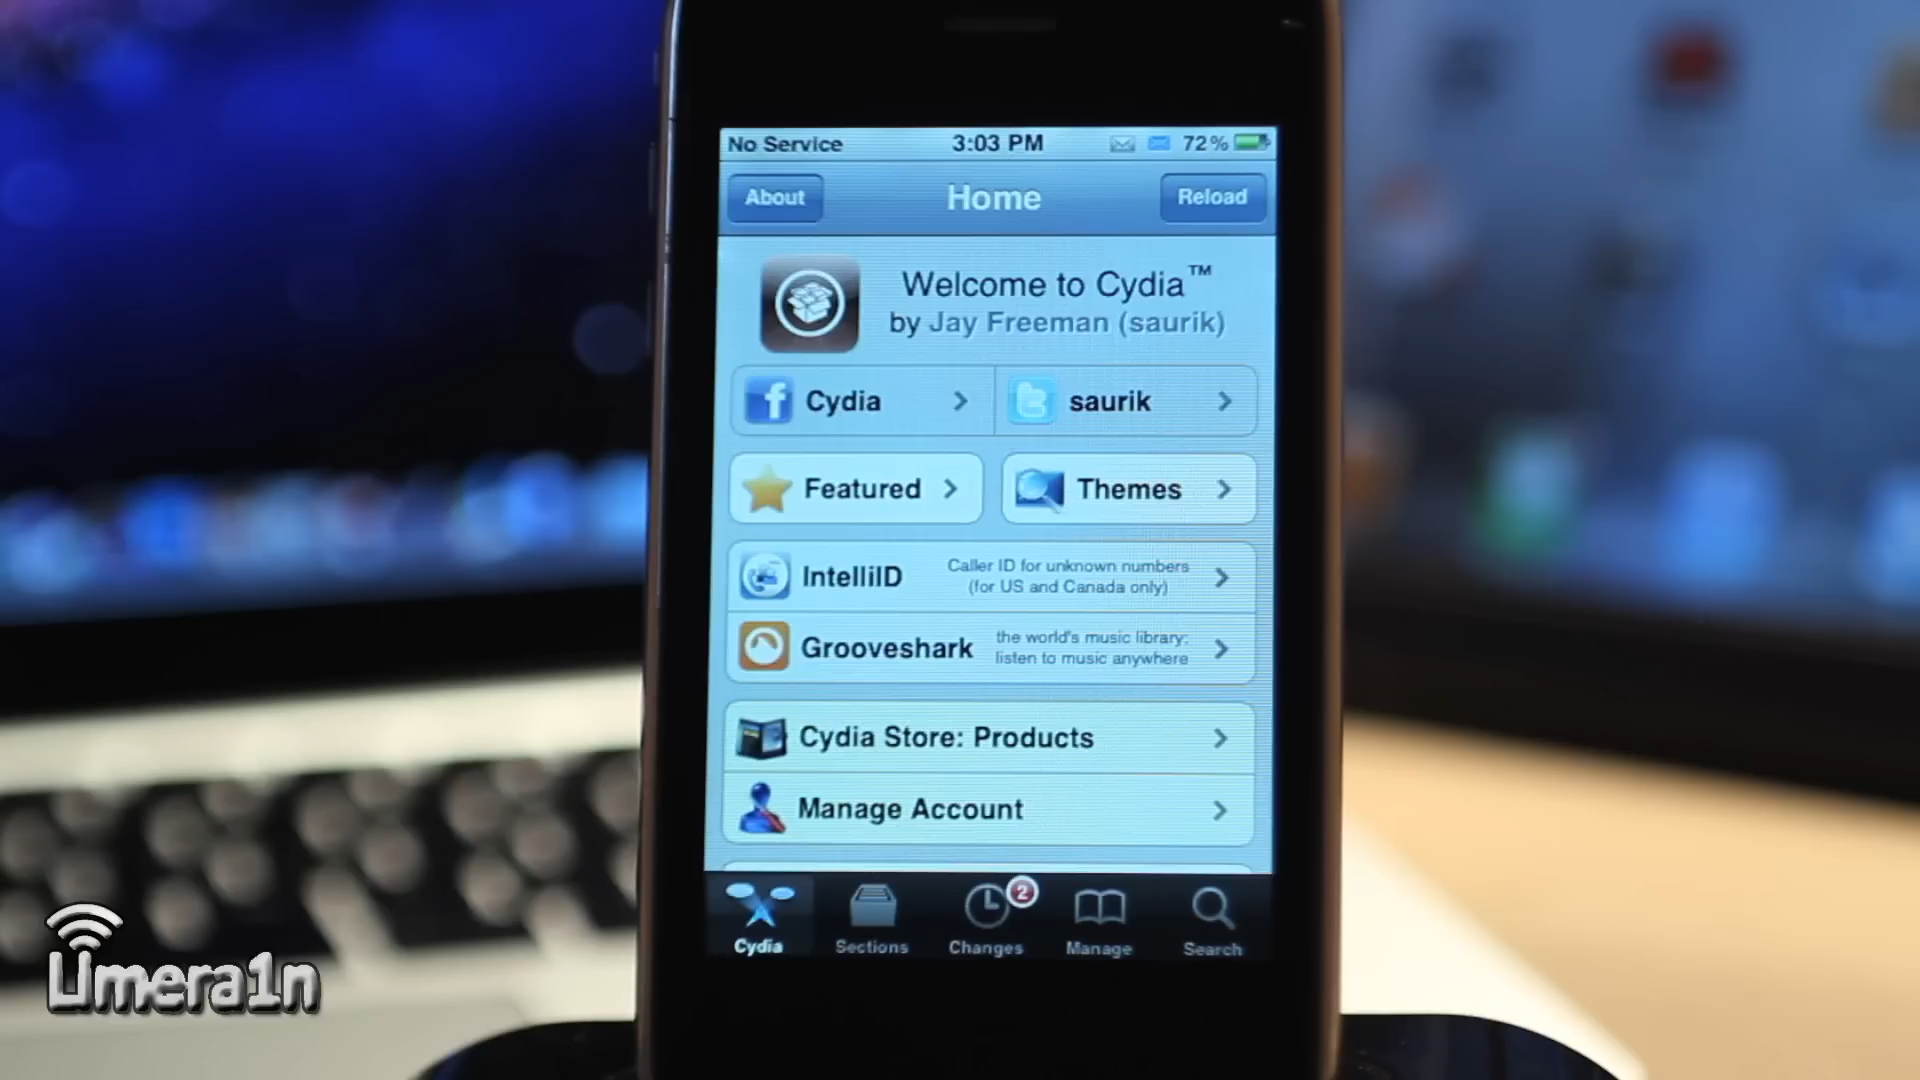 No Service 3:03 PM 72%
About Home Reload
Welcome to Cydia™
by Jay Freeman (saurik)
Cydia
saurik
Featured
Themes
IntelliID
Caller ID for unknown numbers
(for US and Canada only)
Grooveshark
the world's music library:
listen to music anywhere
Cydia Store: Products
Manage Account
2
Cydia Sections Changes Manage Search
limera1n